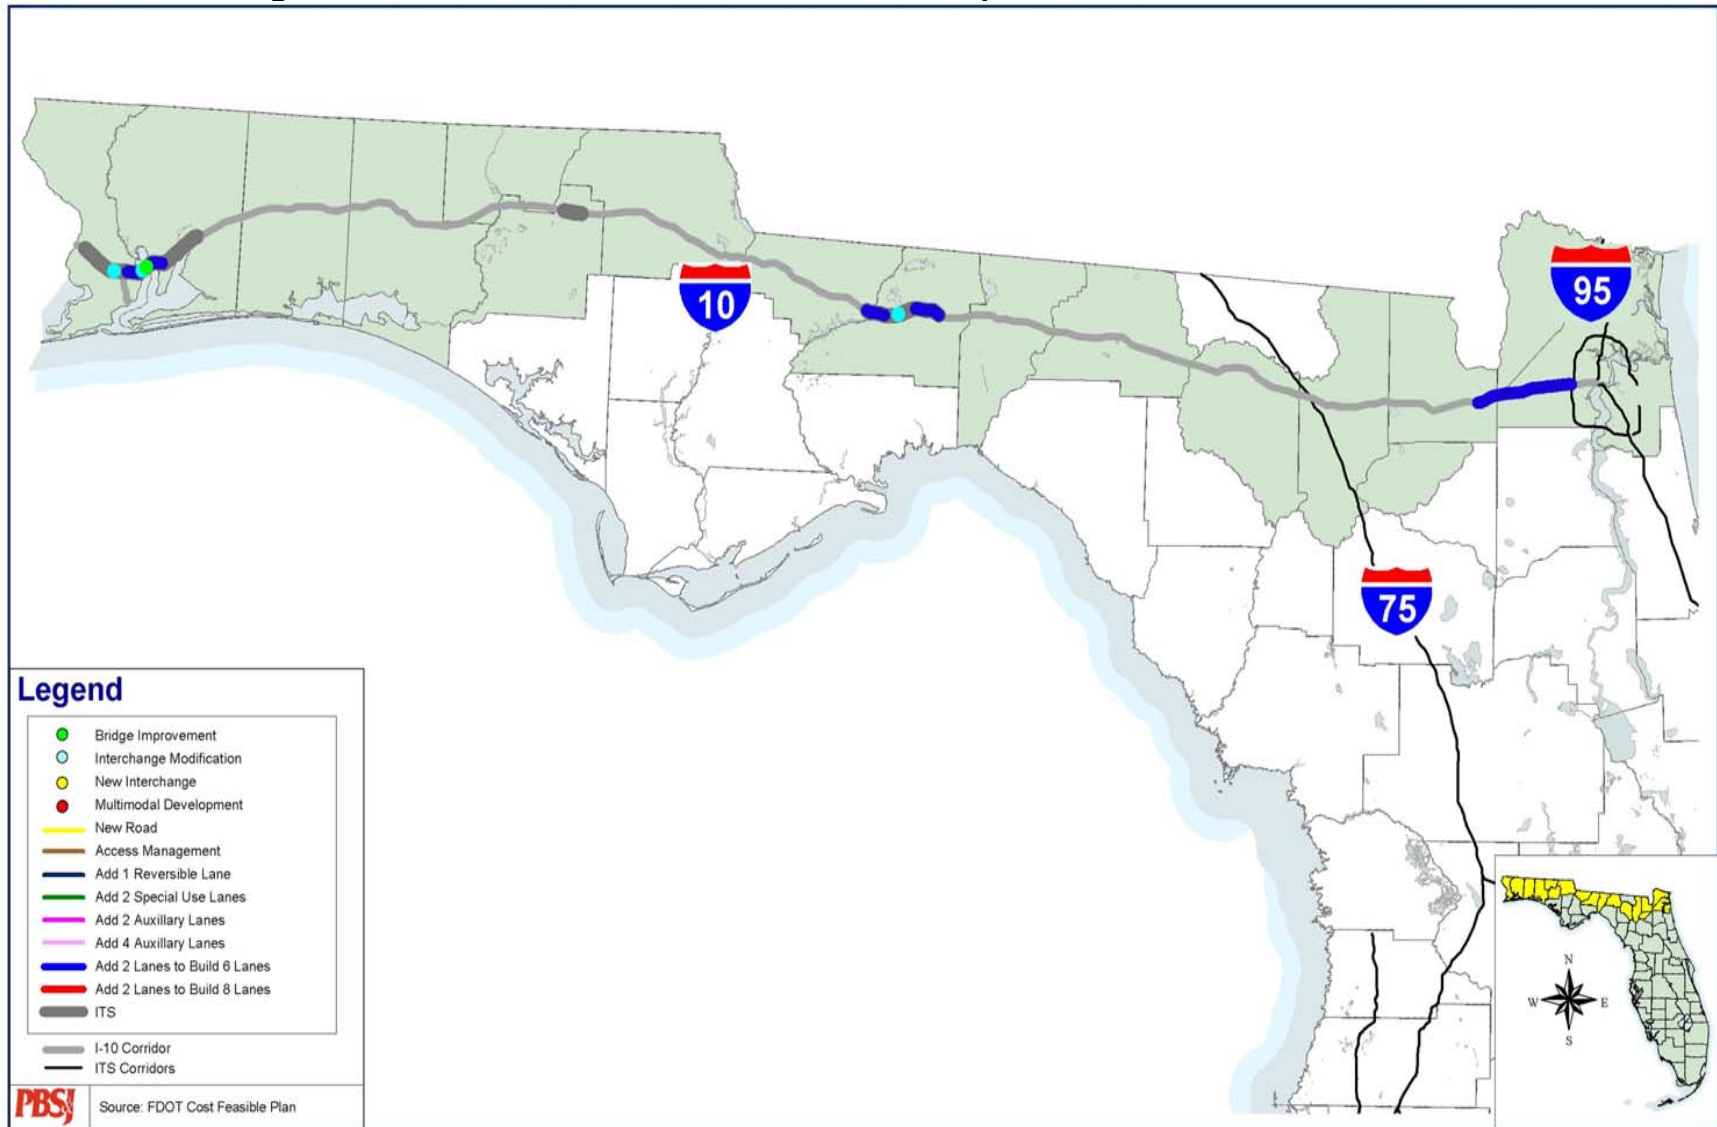 10
95
75
Legend
Bridge Improvement
Interchange Modification
New Interchange
Multimodal Development
New Road
Access Management
Add 1 Reversible Lane
Add 2 Special Use Lanes
Add 2 Auxillary Lanes
Add 4 Auxillary Lanes
Add 2 Lanes to Build 6 Lanes
Add 2 Lanes to Build 8 Lanes
ITS
I-10 Corridor
ITS Corridors
PBSJ
Source: FDOT Cost Feasible Plan
N
W E
S